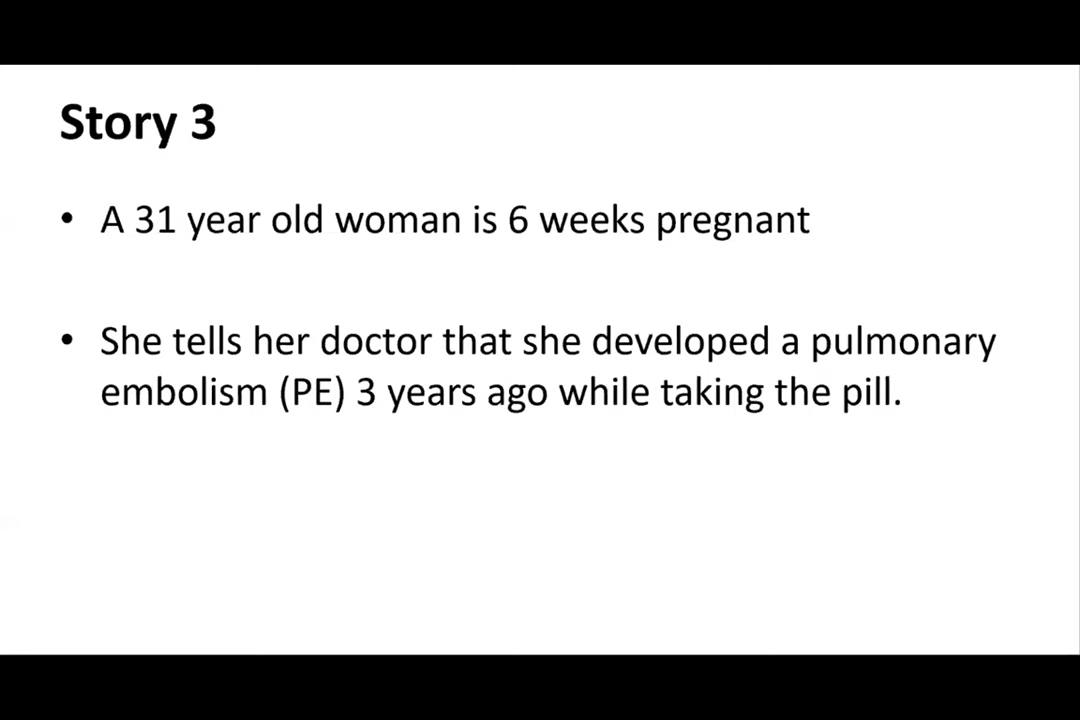 Story 3
• A 31 year old woman is 6 weeks pregnant
• She tells her doctor that she developed a pulmonary
embolism (PE) 3 years ago while taking the pill.